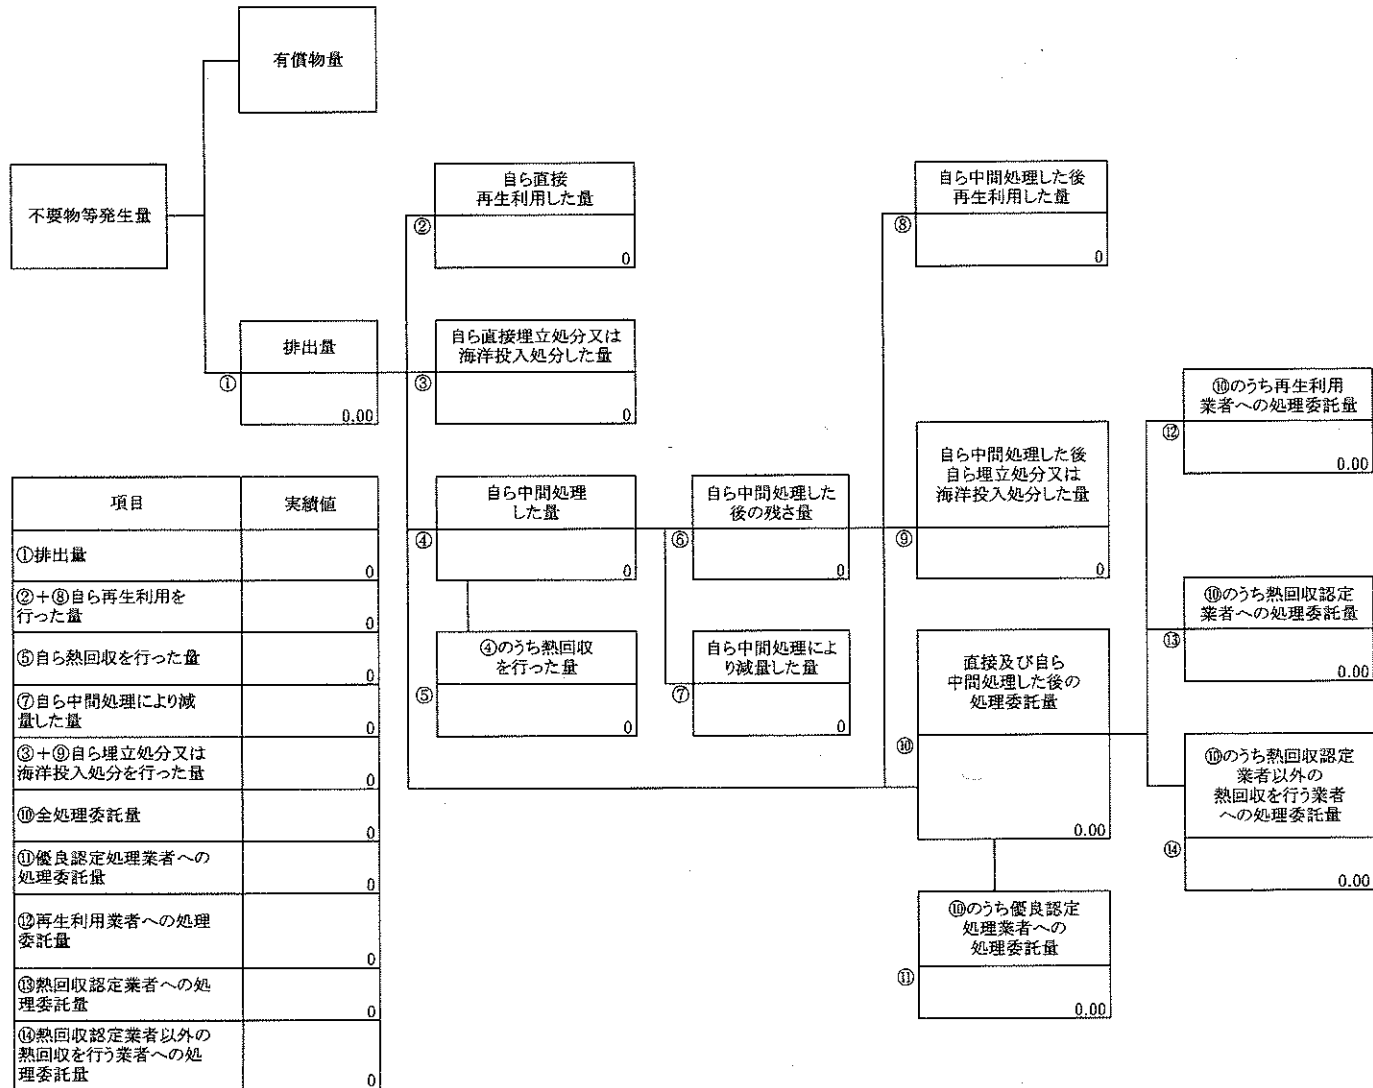 有償物量
不要物等発生量
排出量
①
0.00
自ら直接
再生利用した量
②
0
自ら直接埋立処分又は
海洋投入処分した量
③
0
自ら中間処理
した量
④
0
④のうち熱回収
を行った量
⑤
0
自ら中間処理した
後の残さ量
⑥
0
自ら中間処理によ
り減量した量
⑦
0
自ら中間処理した後
再生利用した量
⑧
0
自ら中間処理した後
自ら埋立処分又は
海洋投入処分した量
⑨
0
直接及び自ら
中間処理した後の
処理委託量
⑩
0.00
⑩のうち優良認定
処理業者への
処理委託量
⑪
0.00
⑩のうち再生利用
業者への処理委託量
⑫
0.00
⑩のうち熱回収認定
業者への処理委託量
⑬
0.00
⑩のうち熱回収認定
業者以外の
熱回収を行う業者
への処理委託量
⑭
0.00
項目 実績値
①排出量
0
②+⑧自ら再生利用を
行った量
0
⑤自ら熱回収を行った量
0
⑦自ら中間処理により減
量した量
0
③+⑨自ら埋立処分又は
海洋投入処分を行った量
0
⑩全処理委託量
0
⑪優良認定処理業者への
処理委託量
0
⑫再生利用業者への処理
委託量
0
⑬熱回収認定業者への処
理委託量
0
⑭熱回収認定業者以外の
熱回収を行う業者への処
理委託量
0